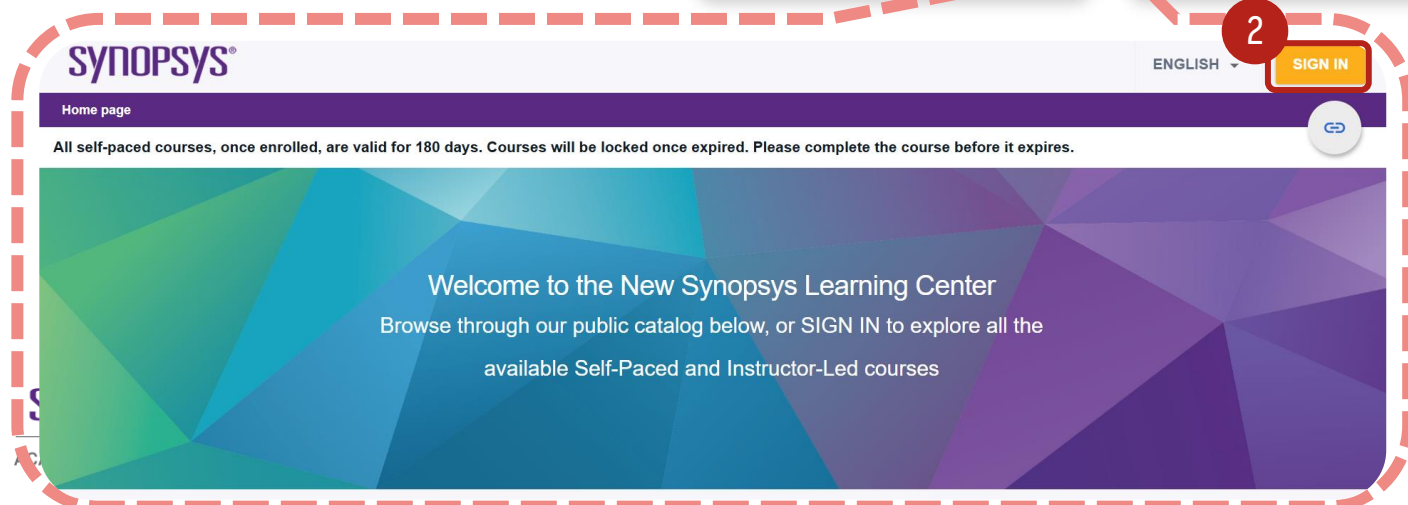 2
SYNOPSYS®
ENGLISH
SIGN IN
Home page
All self-paced courses, once enrolled, are valid for 180 days. Courses will be locked once expired. Please complete the course before it expires.
Welcome to the New Synopsys Learning Center
Browse through our public catalog below, or SIGN IN to explore all the
available Self-Paced and Instructor-Led courses